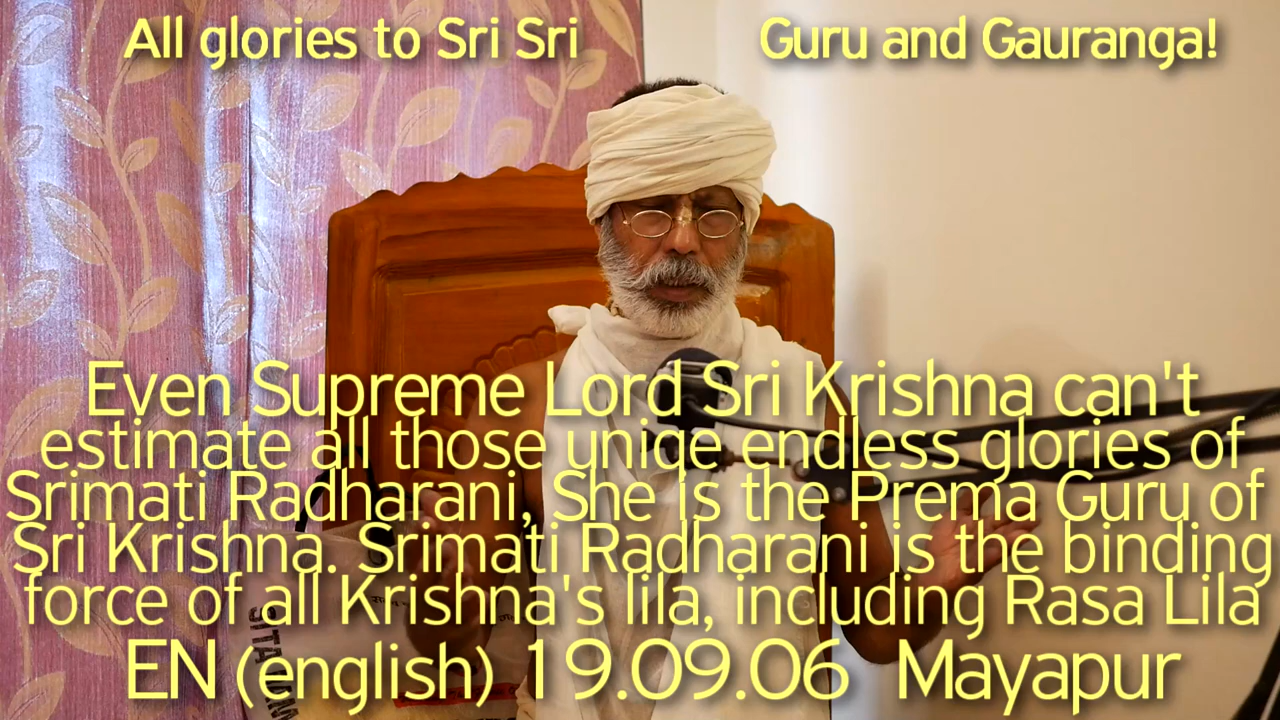 All glories to Sri Sri Guru and Gauranga!
Even Supreme Lord Sri Krishna can't
estimate all those uniqe endless glories of
Srimati Radharani, She is the Prema Guru of
Sri Krishna. Srimati Radharani is the binding
force of all Krishna's lila, including Rasa Lila
EN (english) 19.09.06 Mayapur